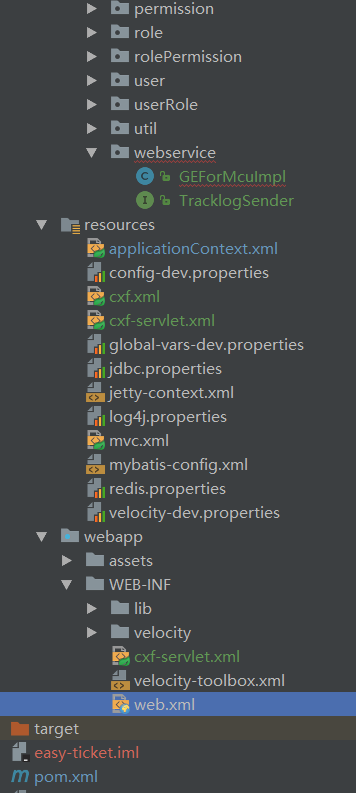 permission
role
rolePermission
user
userRole
util
webservice
GEForMcuImpl
TracklogSender
resources
applicationContext.xml
config-dev.properties
cxf.xml
cxf-servlet.xml
global-vars-dev.properties
jdbc.properties
jetty-context.xml
log4j.properties
mvc.xml
mybatis-config.xml
redis.properties
velocity-dev.properties
webapp
assets
WEB-INF
lib
velocity
cxf-servlet.xml
velocity-toolbox.xml
web.xml
target
easy-ticket.iml
pom.xml